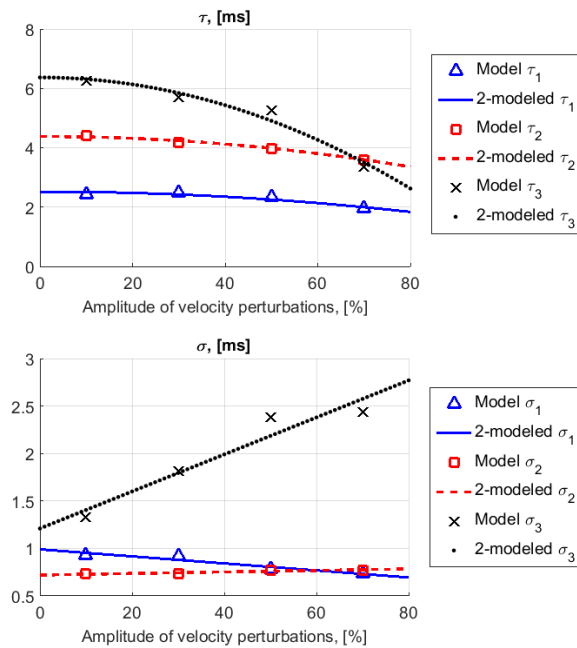 τ, [ms]
8
6
4
2
0
0 20 40 60 80
Amplitude of velocity perturbations, [%]
Model τ₁
2-modeled τ₁
Model τ₂
2-modeled τ₂
Model τ₃
2-modeled τ₃
σ, [ms]
3
2.5
2
1.5
1
0.5
0 20 40 60 80
Amplitude of velocity perturbations, [%]
Model σ₁
2-modeled σ₁
Model σ₂
2-modeled σ₂
Model σ₃
2-modeled σ₃